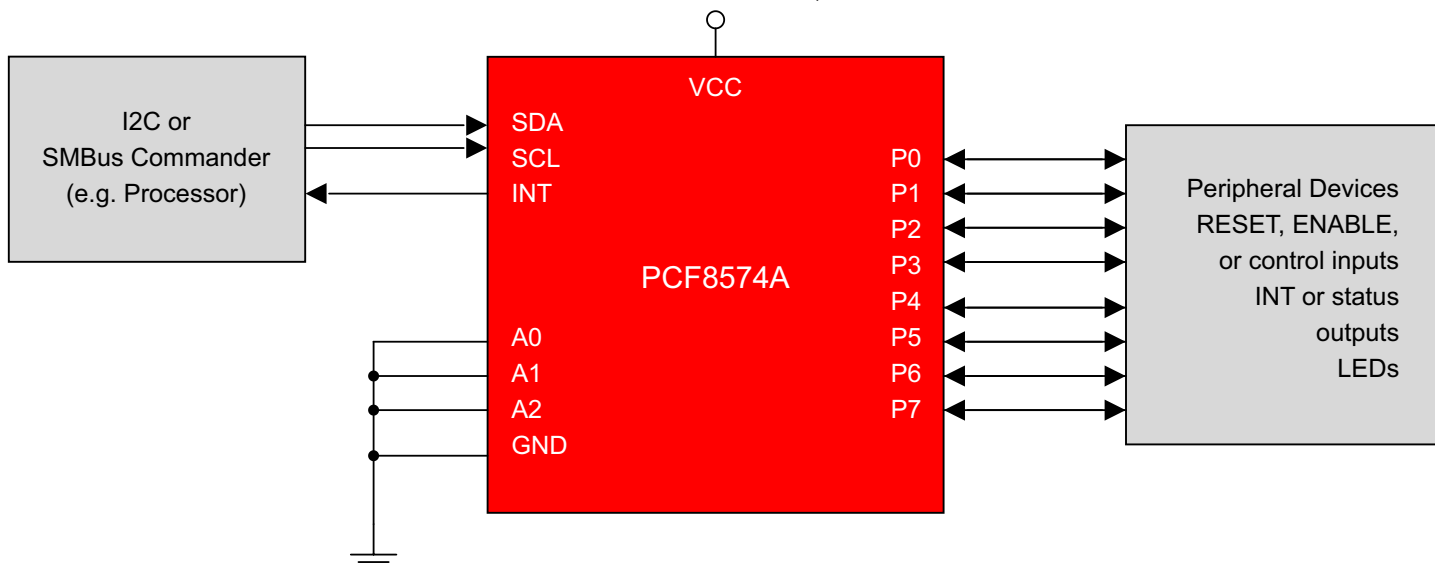 I2C or
SMBus Commander
(e.g. Processor)
VCC
SDA
SCL
INT
A0
A1
A2
GND
PCF8574A
P0
P1
P2
P3
P4
P5
P6
P7
Peripheral Devices
RESET, ENABLE,
or control inputs
INT or status
outputs
LEDs